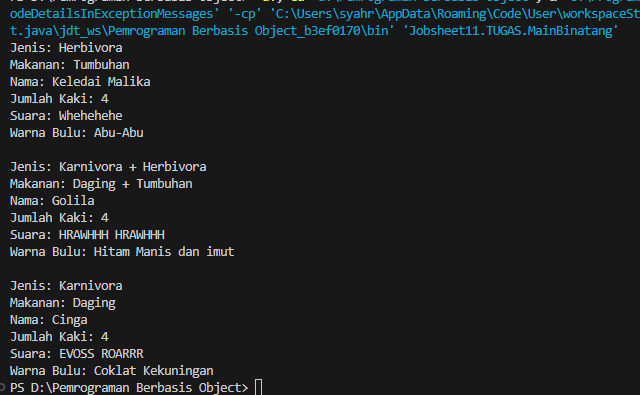 odeDetailsInExceptionMessages' '-cp' 'C:\Users\syahr\AppData\Roaming\Code\User\workspaceSt
t.java\jdt_ws\Pemrograman Berbasis Object_b3ef0170\bin' 'Jobsheet11.TUGAS.MainBinatang'
Jenis: Herbivora
Makanan: Tumbuhan
Nama: Keledai Malika
Jumlah Kaki: 4
Suara: Whehehehe
Warna Bulu: Abu-Abu
Jenis: Karnivora + Herbivora
Makanan: Daging + Tumbuhan
Nama: Golila
Jumlah Kaki: 4
Suara: HRAWHHH HRAWHHH
Warna Bulu: Hitam Manis dan imut
Jenis: Karnivora
Makanan: Daging
Nama: Cinga
Jumlah Kaki: 4
Suara: EVOSS ROARRR
Warna Bulu: Coklat Kekuningan
PS D:\Pemrograman Berbasis Object>